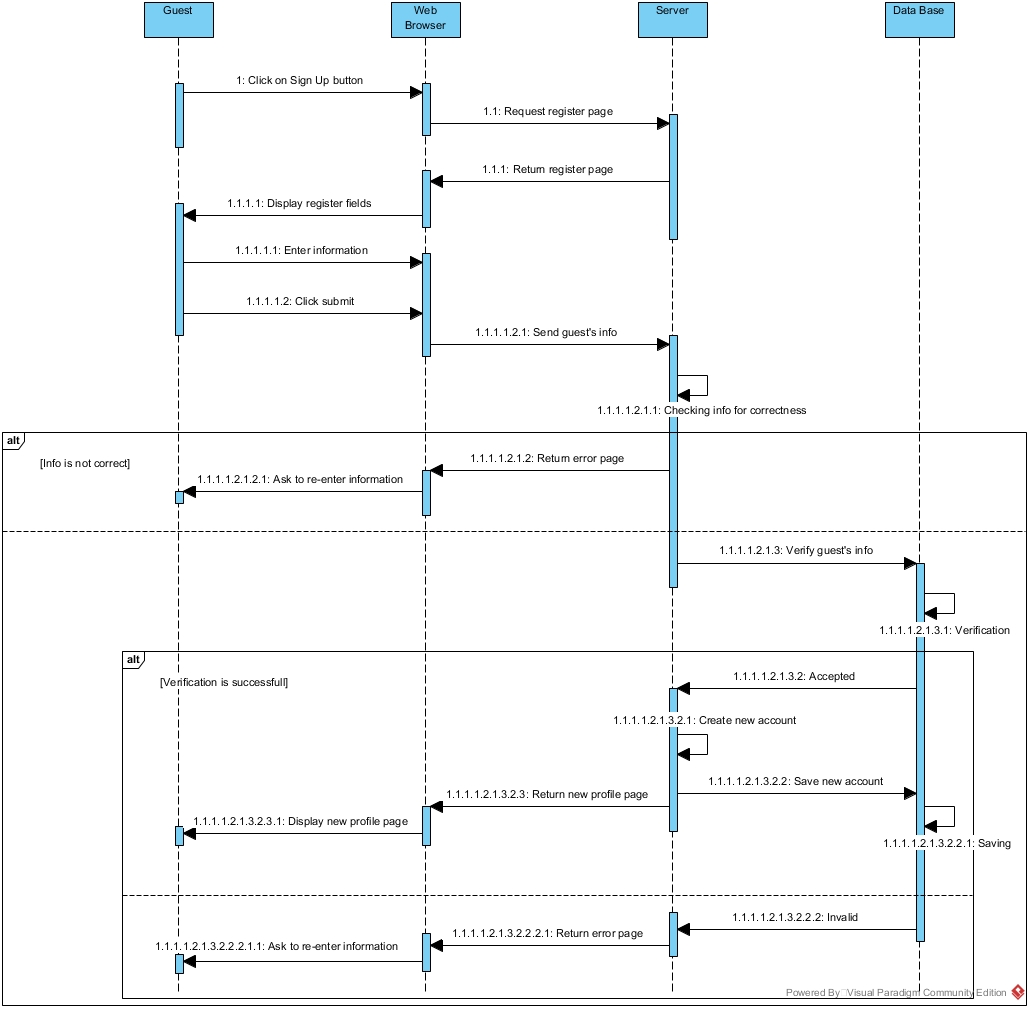 Guest
Web
Browser
Server
Data Base
1: Click on Sign Up button
1.1: Request register page
1.1.1: Return register page
1.1.1.1: Display register fields
1.1.1.1.1: Enter information
1.1.1.1.2: Click submit
1.1.1.1.2.1: Send guest's info
1.1.1.1.2.1.1: Checking info for correctness
alt
[Info is not correct]
1.1.1.1.2.1.2: Return error page
1.1.1.1.2.1.2.1: Ask to re-enter information
1.1.1.1.2.1.3: Verify guest's info
1.1.1.1.2.1.3.1: Verification
alt
[Verification is successfull]
1.1.1.1.2.1.3.2: Accepted
1.1.1.1.2.1.3.2.1: Create new account
1.1.1.1.2.1.3.2.2: Save new account
1.1.1.1.2.1.3.2.3: Return new profile page
1.1.1.1.2.1.3.2.3.1: Display new profile page
1.1.1.1.2.1.3.2.2.1: Saving
1.1.1.1.2.1.3.2.2.2: Invalid
1.1.1.1.2.1.3.2.2.2.1: Return error page
1.1.1.1.2.1.3.2.2.2.1.1: Ask to re-enter information
Powered By Visual Paradigm Community Edition